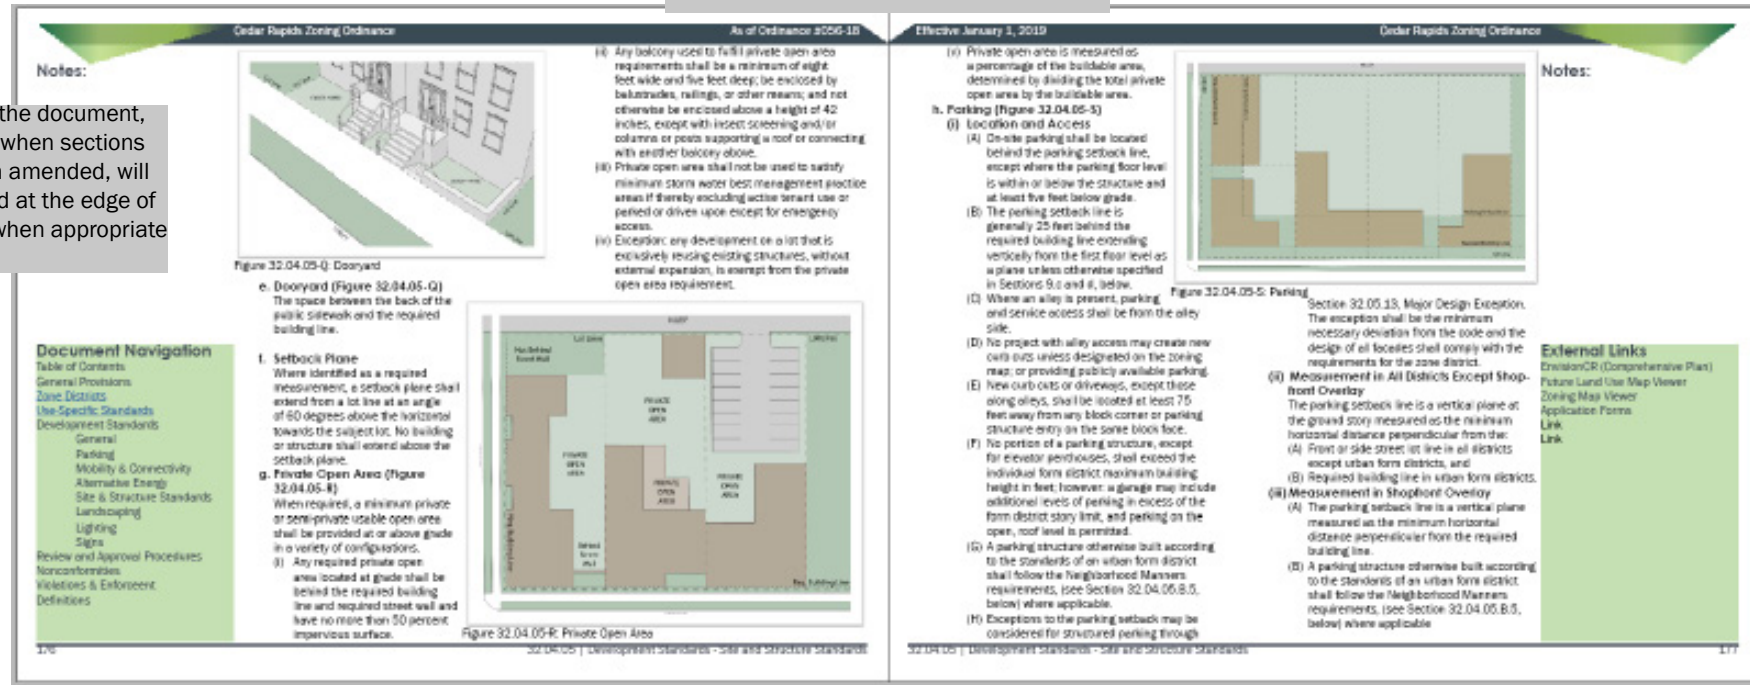 Cedar Rapids Zoning Ordinance
As of Ordinance #056-18
Notes:
the document,
when sections
amended, will
d at the edge of
when appropriate
Figure 32.04.05-Q: Dooryard
e. Dooryard (Figure 32.04.05-Q)
The space between the back of the
public sidewalk and the required
building line.
f. Setback Plane
Where identified as a required
measurement, a setback plane shall
extend from a lot line at an angle
of 60 degrees above the horizontal
towards the subject lot. No building
or structure shall extend above the
setback plane.
g. Private Open Area (Figure
32.04.05-R)
When required, a minimum private
or semi-private usable open area
shall be provided at or above grade
in a variety of configurations.
(i) Any required private open
area located at grade shall be
behind the required building
line and required street wall and
have no more than 50 percent
impervious surface.
Document Navigation
Table of Contents
General Provisions
Zone Districts
Use-Specific Standards
Development Standards
General
Parking
Mobility & Connectivity
Alternative Energy
Site & Structure Standards
Landscaping
Lighting
Signs
Review and Approval Procedures
Nonconformities
Violations & Enforcement
Definitions
(ii) Any balcony used to fulfill private open area
requirements shall be a minimum of eight
feet wide and five feet deep; be enclosed by
balustrades, railings, or other means; and not
otherwise be enclosed above a height of 42
inches, except with insect screening and/or
columns or posts supporting a roof or connecting
with another balcony above.
(iii) Private open area shall not be used to satisfy
minimum storm water best management practice
areas if thereby excluding active tenant use or
parked or driven upon except for emergency
access.
(iv) Exception: any development on a lot that is
exclusively reusing existing structures, without
external expansion, is exempt from the private
open area requirement.
PRIVATE
OPEN
AREA
PRIVATE
OPEN
AREA
PRIVATE
OPEN
AREA
PRIVATE
OPEN
AREA
Figure 32.04.05-R: Private Open Area
176
32.04.05 | Development Standards - Site and Structure Standards
Effective January 1, 2019
Cedar Rapids Zoning Ordinance
Notes:
(v) Private open area is measured as
a percentage of the buildable area,
determined by dividing the total private
open area by the buildable area.
h. Parking (Figure 32.04.05-S)
(i) Location and Access
(A) On-site parking shall be located
behind the parking setback line,
except where the parking floor level
is within or below the structure and
at least five feet below grade.
(B) The parking setback line is
generally 25 feet behind the
required building line extending
vertically from the first floor level as
a plane unless otherwise specified
in Sections 9.c and d, below.
(C) Where an alley is present, parking
and service access shall be from the alley
side.
(D) No project with alley access may create new
curb cuts unless designated on the zoning
map; or providing publicly available parking.
(E) New curb cuts or driveways, except those
along alleys, shall be located at least 75
feet away from any block corner or parking
structure entry on the same block face.
(F) No portion of a parking structure, except
for elevator penthouses, shall exceed the
individual form district maximum building
height in feet; however: a garage may include
additional levels of parking in excess of the
form district story limit, and parking on the
open, roof level is permitted.
(G) A parking structure otherwise built according
to the standards of an urban form district
shall follow the Neighborhood Manners
requirements, (see Section 32.04.05.B.5,
below) where applicable.
(H) Exceptions to the parking setback may be
considered for structured parking through
Figure 32.04.05-S: Parking
Section 32.05.13, Major Design Exception.
The exception shall be the minimum
necessary deviation from the code and the
design of all facades shall comply with the
requirements for the zone district.
(ii) Measurement in All Districts Except Shop-
front Overlay
The parking setback line is a vertical plane at
the ground story measured as the minimum
horizontal distance perpendicular from the:
(A) Front or side street lot line in all districts
except urban form districts, and
(B) Required building line in urban form districts.
(iii) Measurement in Shopfront Overlay
(A) The parking setback line is a vertical plane
measured as the minimum horizontal
distance perpendicular from the required
building line.
(B) A parking structure otherwise built according
to the standards of an urban form district
shall follow the Neighborhood Manners
requirements, (see Section 32.04.05.B.5,
below) where applicable
External Links
EnvisionCR (Comprehensive Plan)
Future Land Use Map Viewer
Zoning Map Viewer
Application Forms
Link
Link
32.04.05 | Development Standards - Site and Structure Standards
177